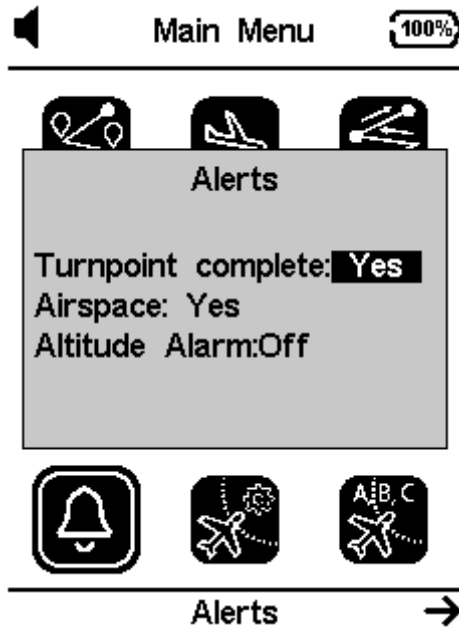 Main Menu 100%
Alerts
Turnpoint complete: Yes
Airspace: Yes
Altitude Alarm:Off
A,B,C
Alerts